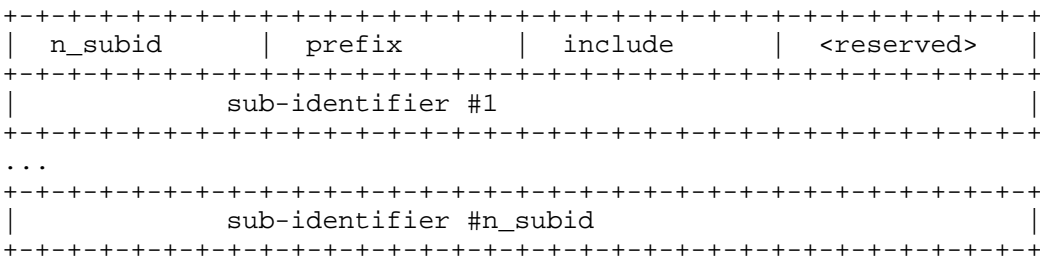 +-+-+-+-+-+-+-+-+-+-+-+-+-+-+-+-+-+-+-+-+-+-+-+-+-+-+-+-+-+-+-+-+
|  n_subid      |  prefix       |  include      |  <reserved>   |
+-+-+-+-+-+-+-+-+-+-+-+-+-+-+-+-+-+-+-+-+-+-+-+-+-+-+-+-+-+-+-+-+
|             sub-identifier #1                                 |
+-+-+-+-+-+-+-+-+-+-+-+-+-+-+-+-+-+-+-+-+-+-+-+-+-+-+-+-+-+-+-+-+
...
+-+-+-+-+-+-+-+-+-+-+-+-+-+-+-+-+-+-+-+-+-+-+-+-+-+-+-+-+-+-+-+-+
|             sub-identifier #n_subid                           |
+-+-+-+-+-+-+-+-+-+-+-+-+-+-+-+-+-+-+-+-+-+-+-+-+-+-+-+-+-+-+-+-+